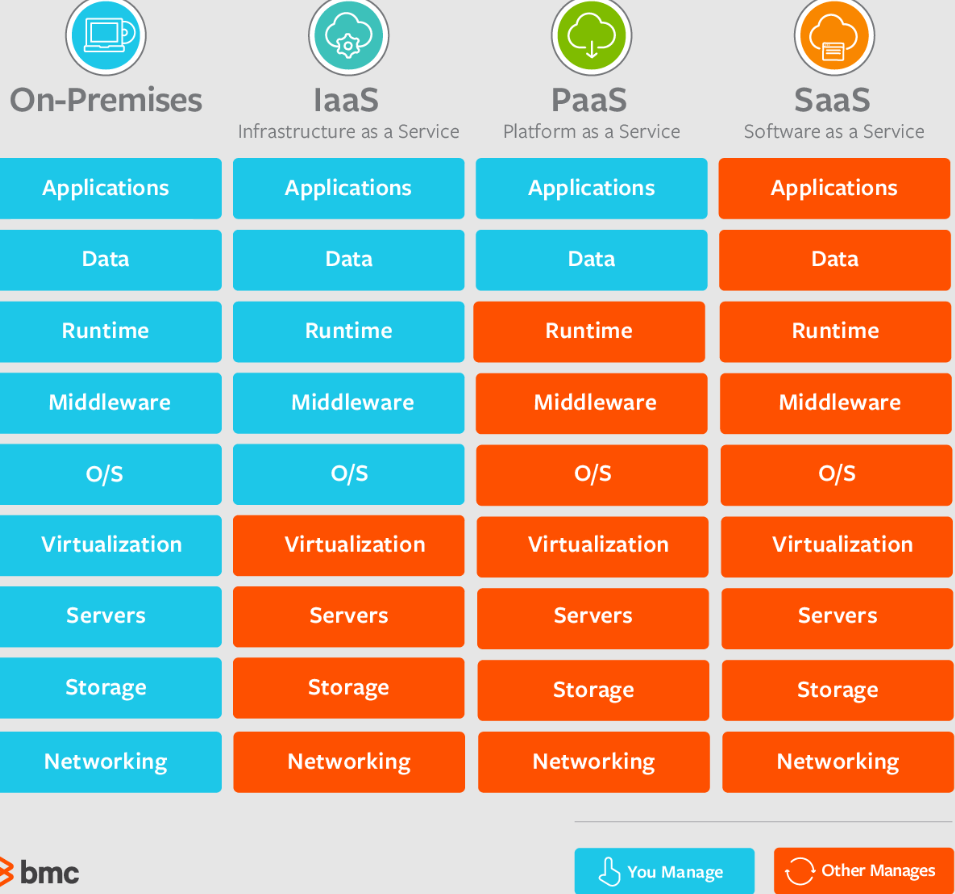 On-Premises
IaaS
Infrastructure as a Service
PaaS
Platform as a Service
SaaS
Software as a Service
Applications Applications Applications Applications
Data Data Data Data
Runtime Runtime Runtime Runtime
Middleware Middleware Middleware Middleware
O/S O/S O/S O/S
Virtualization Virtualization Virtualization Virtualization
Servers Servers Servers Servers
Storage Storage Storage Storage
Networking Networking Networking Networking
bmc
You Manage
Other Manages